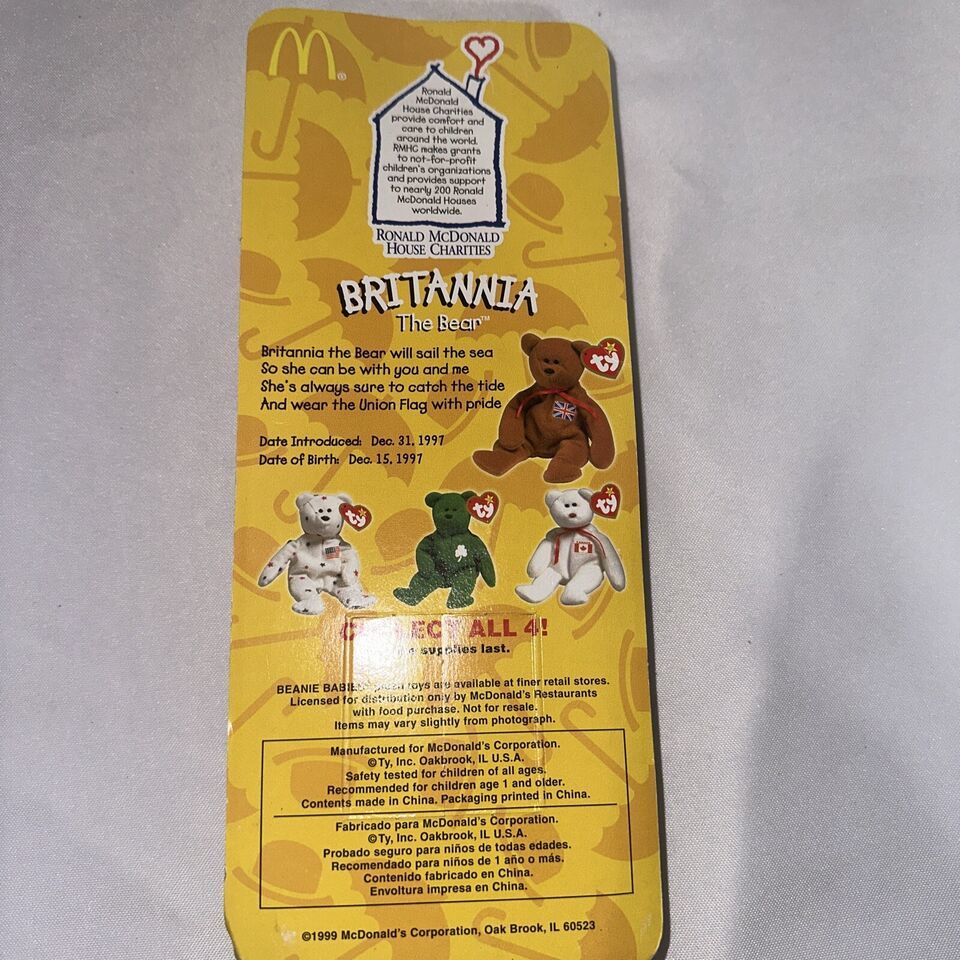 Ronald
McDonald
House Charities
provide comfort and
care to children
around the world.
RMHC makes grants
to not-for-profit
children's organizations
and provides support
to nearly 200 Ronald
McDonald Houses
worldwide.
RONALD MCDONALD
HOUSE CHARITIES
BRITANNIA
The Bear™
Britannia the Bear will sail the sea
So she can be with you and me
She's always sure to catch the tide
And wear the Union Flag with pride
Date Introduced: Dec. 31, 1997
Date of Birth: Dec. 15, 1997
ty
ty
ty
ty
ALL 4!
supplies last.
BEANIE toys are available at finer retail stores.
Licensed for distribution only by McDonald's Restaurants
with food purchase. Not for resale.
Items may vary slightly from photograph.
Manufactured for McDonald's Corporation.
©Ty, Inc. Oakbrook, IL U.S.A.
Safety tested for children of all ages.
Recommended for children age 1 and older.
Contents made in China. Packaging printed in China.
Fabricado para McDonald's Corporation.
©Ty, Inc. Oakbrook, IL U.S.A.
Probado seguro para niños de todas edades.
Recomendado para niños de 1 año o más.
Contenido fabricado en China.
Envoltura impresa en China.
©1999 McDonald's Corporation, Oak Brook, IL 60523